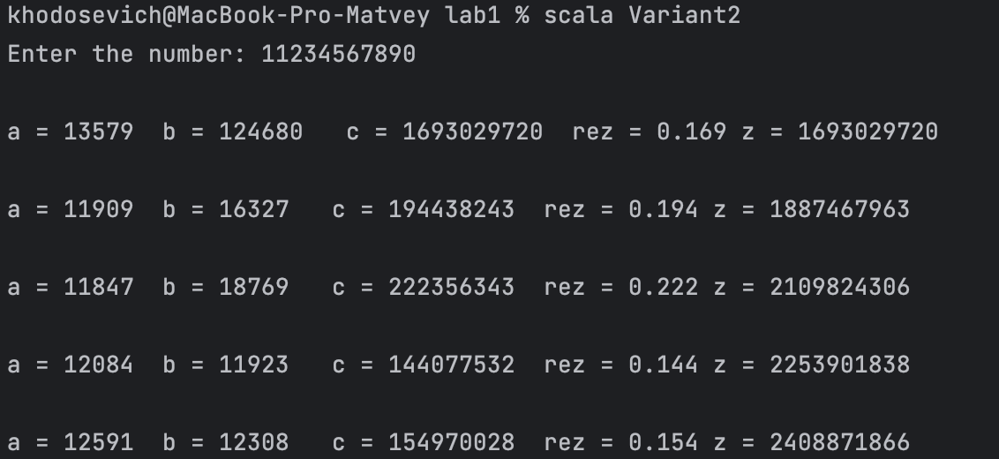 khodosevich@MacBook-Pro-Matvey lab1 % scala Variant2
Enter the number: 11234567890
a = 13579  b = 124680   c = 1693029720  rez = 0.169 z = 1693029720
a = 11909  b = 16327   c = 194438243  rez = 0.194 z = 1887467963
a = 11847  b = 18769   c = 222356343  rez = 0.222 z = 2109824306
a = 12084  b = 11923   c = 144077532  rez = 0.144 z = 2253901838
a = 12591  b = 12308   c = 154970028  rez = 0.154 z = 2408871866